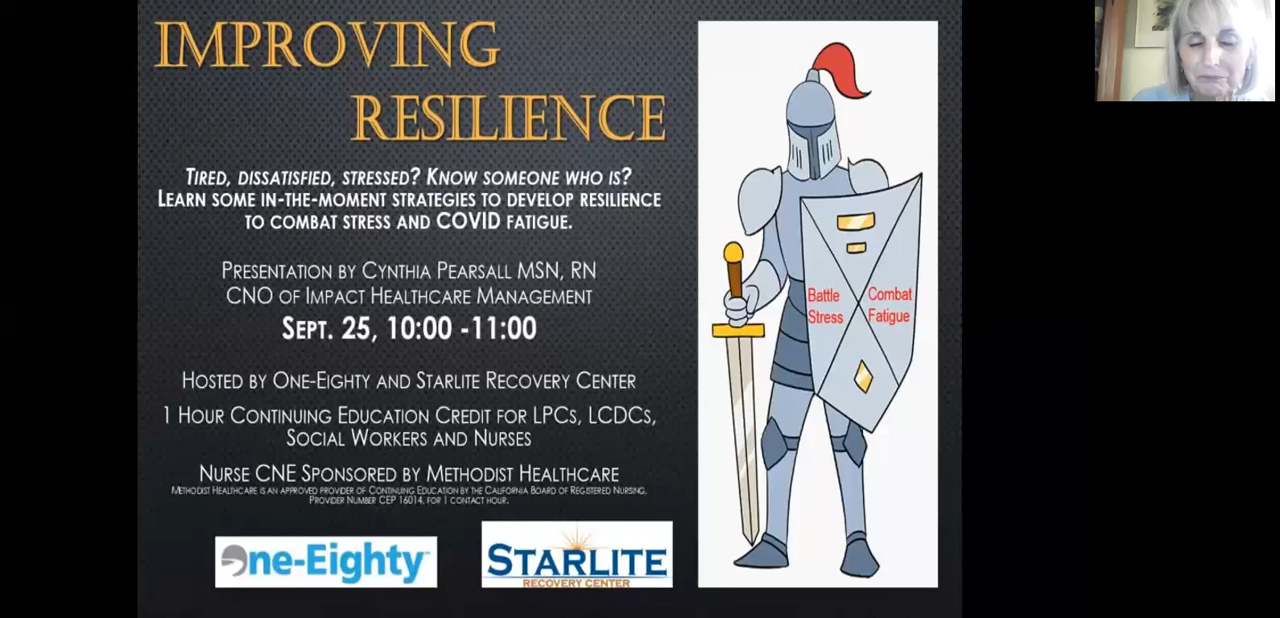 IMPROVING
RESILIENCE
TIRED, DISSATISFIED, STRESSED? KNOW SOMEONE WHO IS?
LEARN SOME IN-THE-MOMENT STRATEGIES TO DEVELOP RESILIENCE
TO COMBAT STRESS AND COVID FATIGUE.
PRESENTATION BY CYNTHIA PEARSALL MSN, RN
CNO OF IMPACT HEALTHCARE MANAGEMENT
SEPT. 25, 10:00 -11:00
HOSTED BY ONE-EIGHTY AND STARLITE RECOVERY CENTER
1 HOUR CONTINUING EDUCATION CREDIT FOR LPCS, LCDCS,
SOCIAL WORKERS AND NURSES
NURSE CNE SPONSORED BY METHODIST HEALTHCARE
METHODIST HEALTHCARE IS AN APPROVED PROVIDER OF CONTINUING EDUCATION BY THE CALIFORNIA BOARD OF REGISTERED NURSING,
PROVIDER NUMBER CEP 16014, FOR 1 CONTACT HOUR.
One-Eighty
STARLITE
RECOVERY CENTER
Battle
Stress
Combat
Fatigue